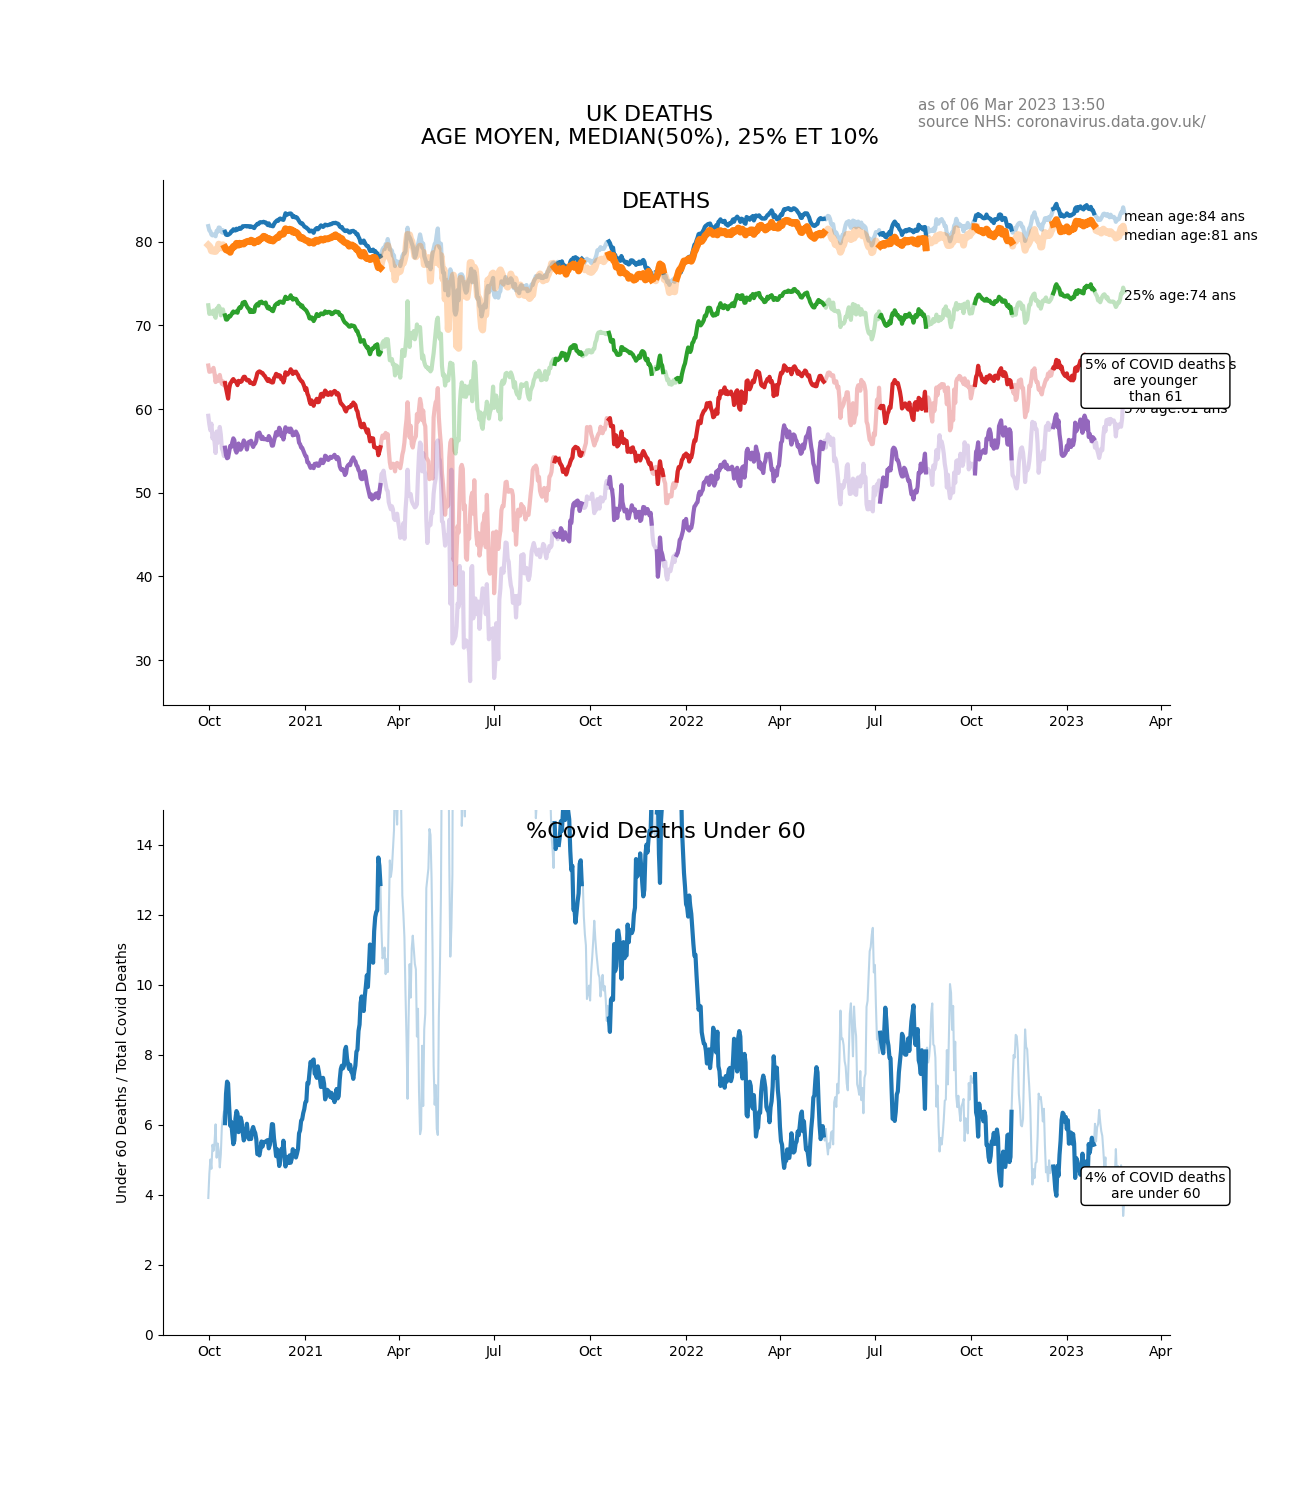 as of 06 Mar 2023 13:50
source NHS: coronavirus.data.gov.uk/
UK DEATHS
AGE MOYEN, MEDIAN(50%), 25% ET 10%
DEATHS
mean age:84 ans
median age:81 ans
25% age:74 ans
5% of COVID deaths
are younger
than 61
5% age:61 ans
80
70
60
50
40
30
Oct 2021 Apr Jul Oct 2022 Apr Jul Oct 2023 Apr
%Covid Deaths Under 60
Under 60 Deaths / Total Covid Deaths
14
12
10
8
6
4
2
0
4% of COVID deaths
are under 60
Oct 2021 Apr Jul Oct 2022 Apr Jul Oct 2023 Apr